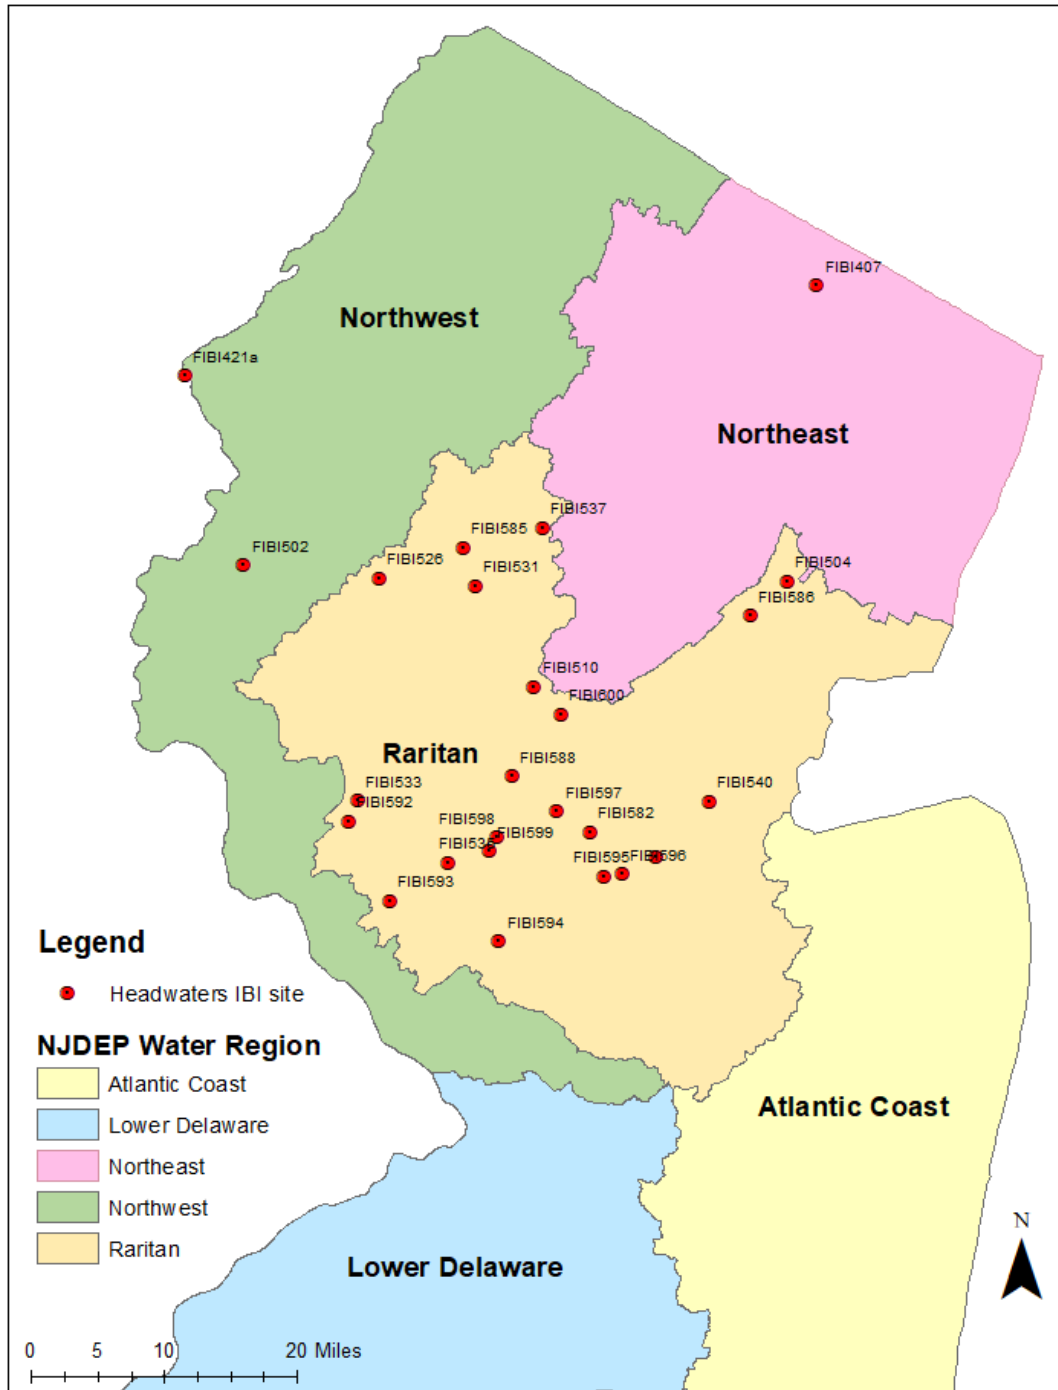 FIBI407
Northwest
FIBI421a
Northeast
FIBI537
FIBI585
FIBI502
FIBI526
FIBI531
FIBI504
FIBI586
FIBI510
FIBI600
Raritan
FIBI588
FIBI533
FIBI592
FIBI597
FIBI540
FIBI598
FIBI599
FIBI582
FIBI595
FIBI596
FIBI593
FIBI594
Legend
Headwaters IBI site
NJDEP Water Region
Atlantic Coast
Lower Delaware
Northeast
Northwest
Raritan
Atlantic Coast
Lower Delaware
N
0 5 10 20 Miles